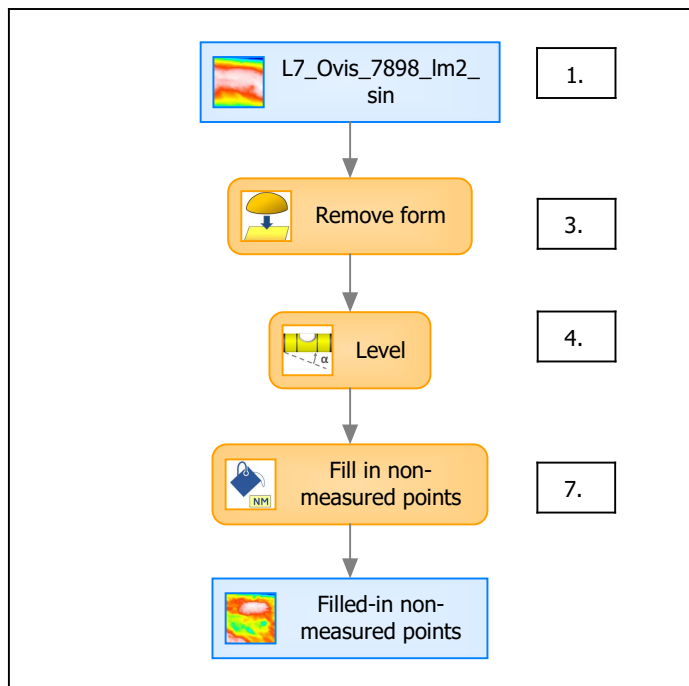 L7_Ovis_7898_lm2_
sin
1.
Remove form
3.
α
Level
4.
Fill in non-
measured points
NM
7.
Filled-in non-
measured points